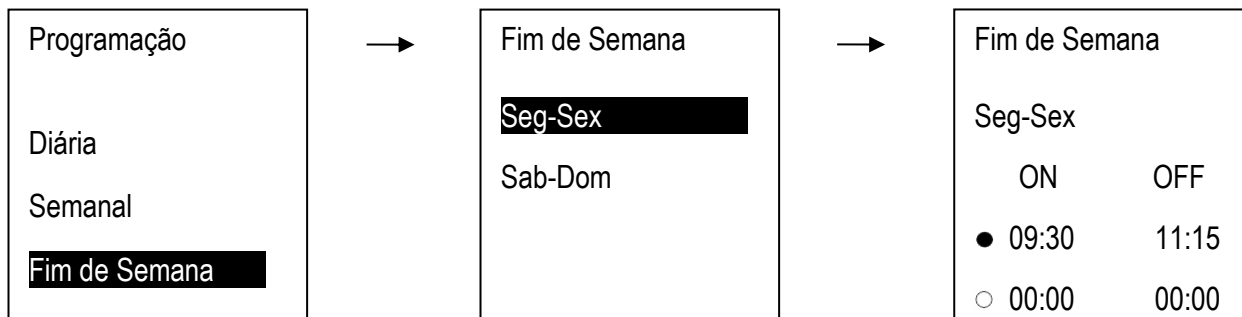 Programação
Diária
Semanal
Fim de Semana
Fim de Semana
Seg-Sex
Sab-Dom
Fim de Semana
Seg-Sex
ON OFF
09:30 11:15
00:00 00:00